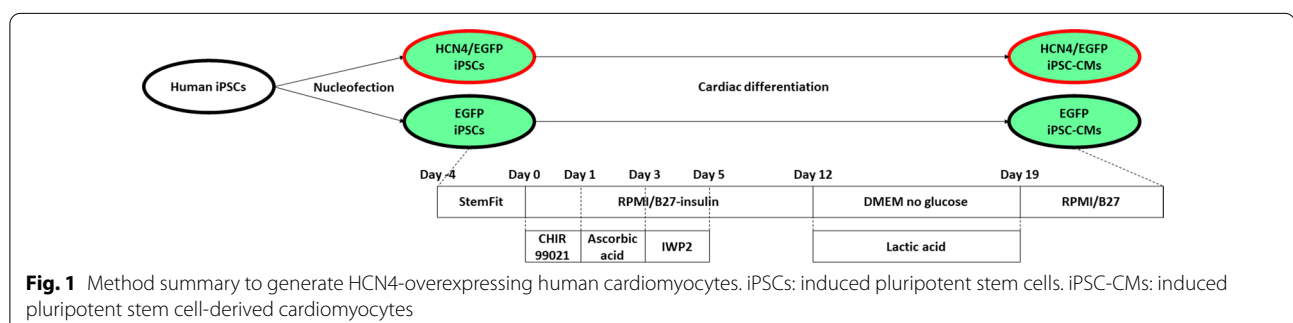 HCN4/EGFP
iPSCs
HCN4/EGFP
iPSC-CMs
Human iPSCs
Nucleofection
Cardiac differentiation
EGFP
iPSCs
EGFP
iPSC-CMs
Day -4 Day 0 Day 1 Day 3 Day 5 Day 12 Day 19
StemFit RPMI/B27-insulin DMEM no glucose RPMI/B27
CHIR
99021
Ascorbic
acid
IWP2
Lactic acid
Fig. 1 Method summary to generate HCN4-overexpressing human cardiomyocytes. iPSCs: induced pluripotent stem cells. iPSC-CMs: induced
pluripotent stem cell-derived cardiomyocytes